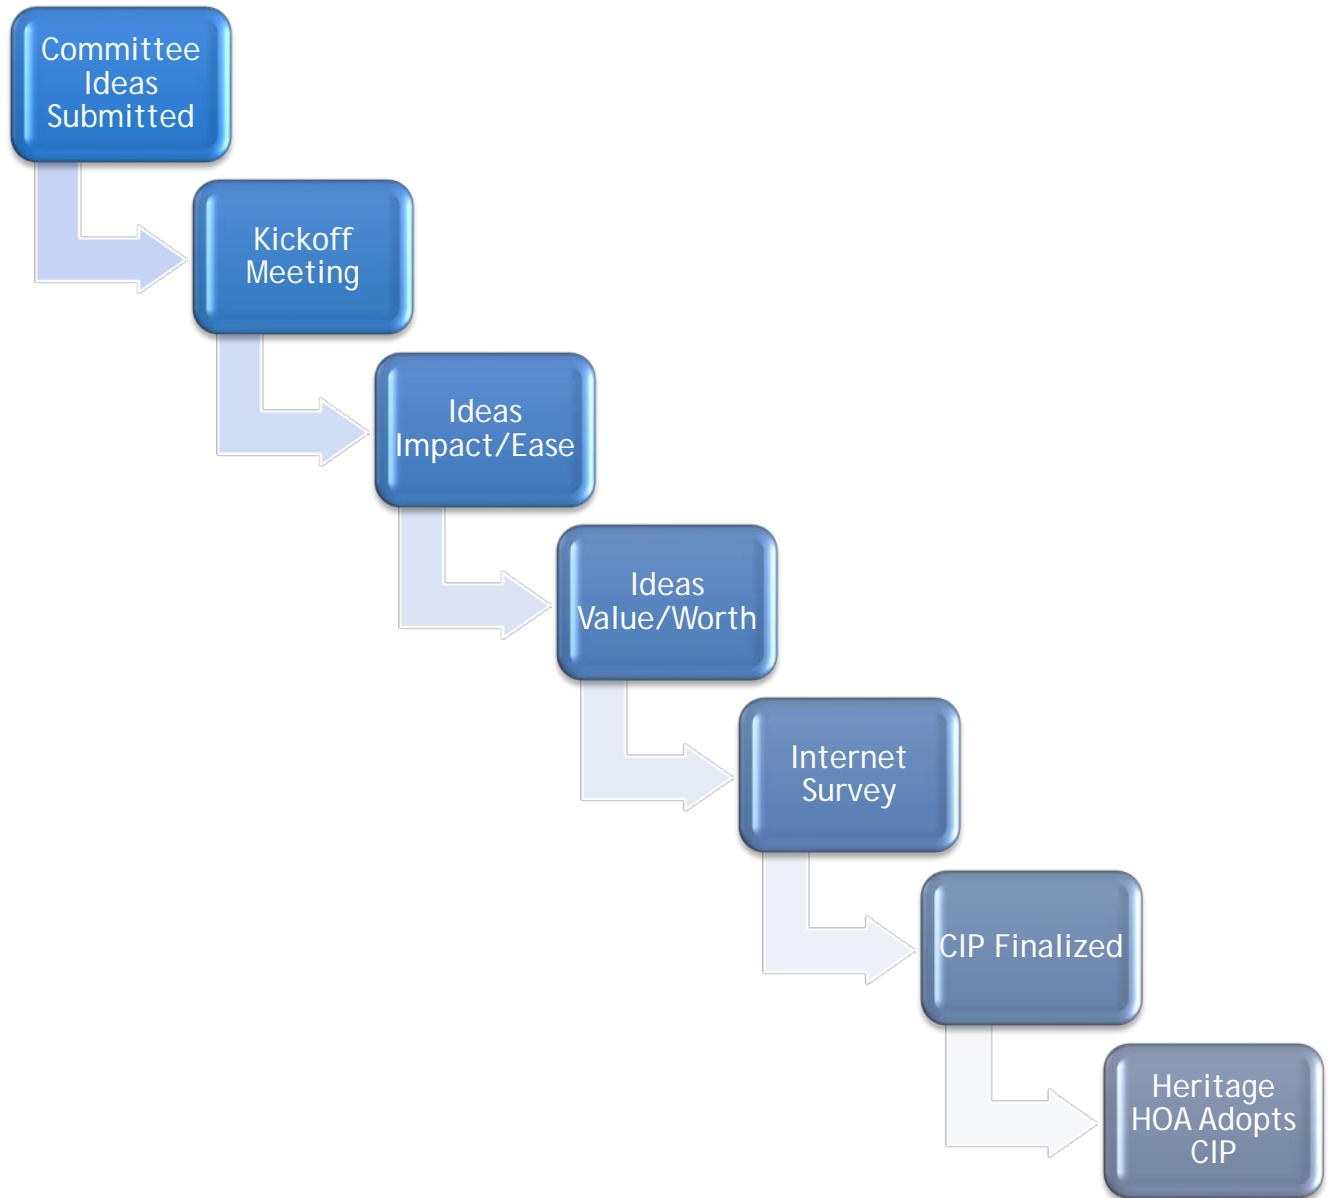 Committee
Ideas
Submitted
Kickoff
Meeting
Ideas
Impact/Ease
Ideas
Value/Worth
Internet
Survey
CIP Finalized
Heritage
HOA Adopts
CIP